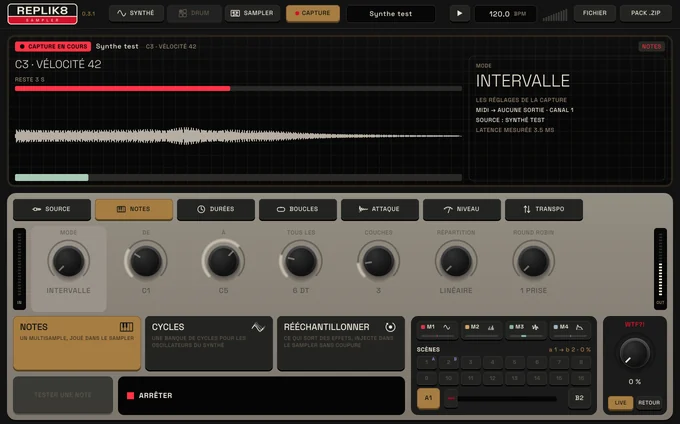 REPLIK8
SAMPLER
0.3.1
SYNTHÉ
DRUM
SAMPLER
CAPTURE
Synthe test
120.0 BPM
FICHIER
PACK .ZIP
CAPTURE EN COURS
Synthe test
C3 · VÉLOCITÉ 42
NOTES
C3 · VÉLOCITÉ 42
RESTE 3 S
MODE
INTERVALLE
LES RÉGLAGES DE LA CAPTURE
MIDI → AUCUNE SORTIE · CANAL 1
SOURCE : SYNTHÉ TEST
LATENCE MESURÉE 3.5 MS
SOURCE
NOTES
DURÉES
BOUCLES
ATTAQUE
NIVEAU
TRANSPO
MODE
DE
À
TOUS LES
COUCHES
RÉPARTITION
ROUND ROBIN
IN
INTERVALLE
C1
C5
6 DT
3
LINÉAIRE
1 PRISE
OUT
NOTES
UN MULTISAMPLE, JOUÉ DANS LE SAMPLER
CYCLES
UNE BANQUE DE CYCLES POUR LES
OSCILLATEURS DU SYNTHÉ
RÉÉCHANTILLONNER
CE QUI SORT DES EFFETS, INJECTÉ DANS
LE SAMPLER SANS COUPURE
M1
M2
M3
M4
SCÈNES
a 1 → b 2 · 0 %
1
2
3
4
5
6
7
8
9
10
11
12
13
14
15
16
A1
B2
WTF?!
0 %
LIVE
RETOUR
TESTER UNE NOTE
ARRÊTER